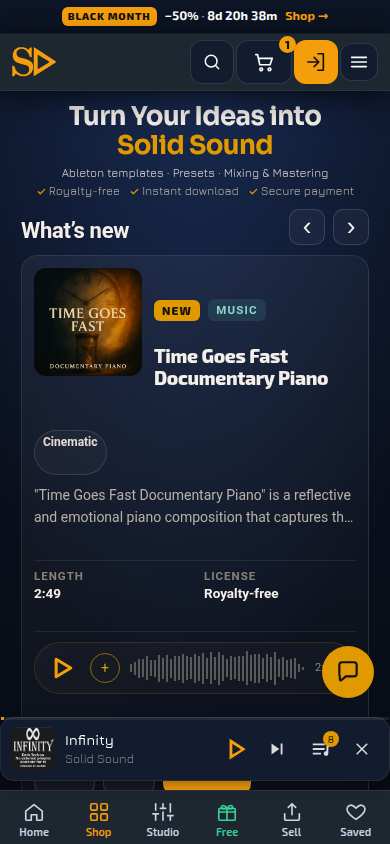 BLACK MONTH −50% · 8d 20h 38m Shop →
SD
1
Turn Your Ideas into
Solid Sound
Ableton templates · Presets · Mixing & Mastering
✓ Royalty-free ✓ Instant download ✓ Secure payment
What's new
TIME GOES
FAST
DOCUMENTARY PIANO
NEW MUSIC
Time Goes Fast
Documentary Piano
Cinematic
"Time Goes Fast Documentary Piano" is a reflective
and emotional piano composition that captures th…
LENGTH LICENSE
2:49 Royalty-free
INFINITY
Infinity
Solid Sound
8
Home Shop Studio Free Sell Saved